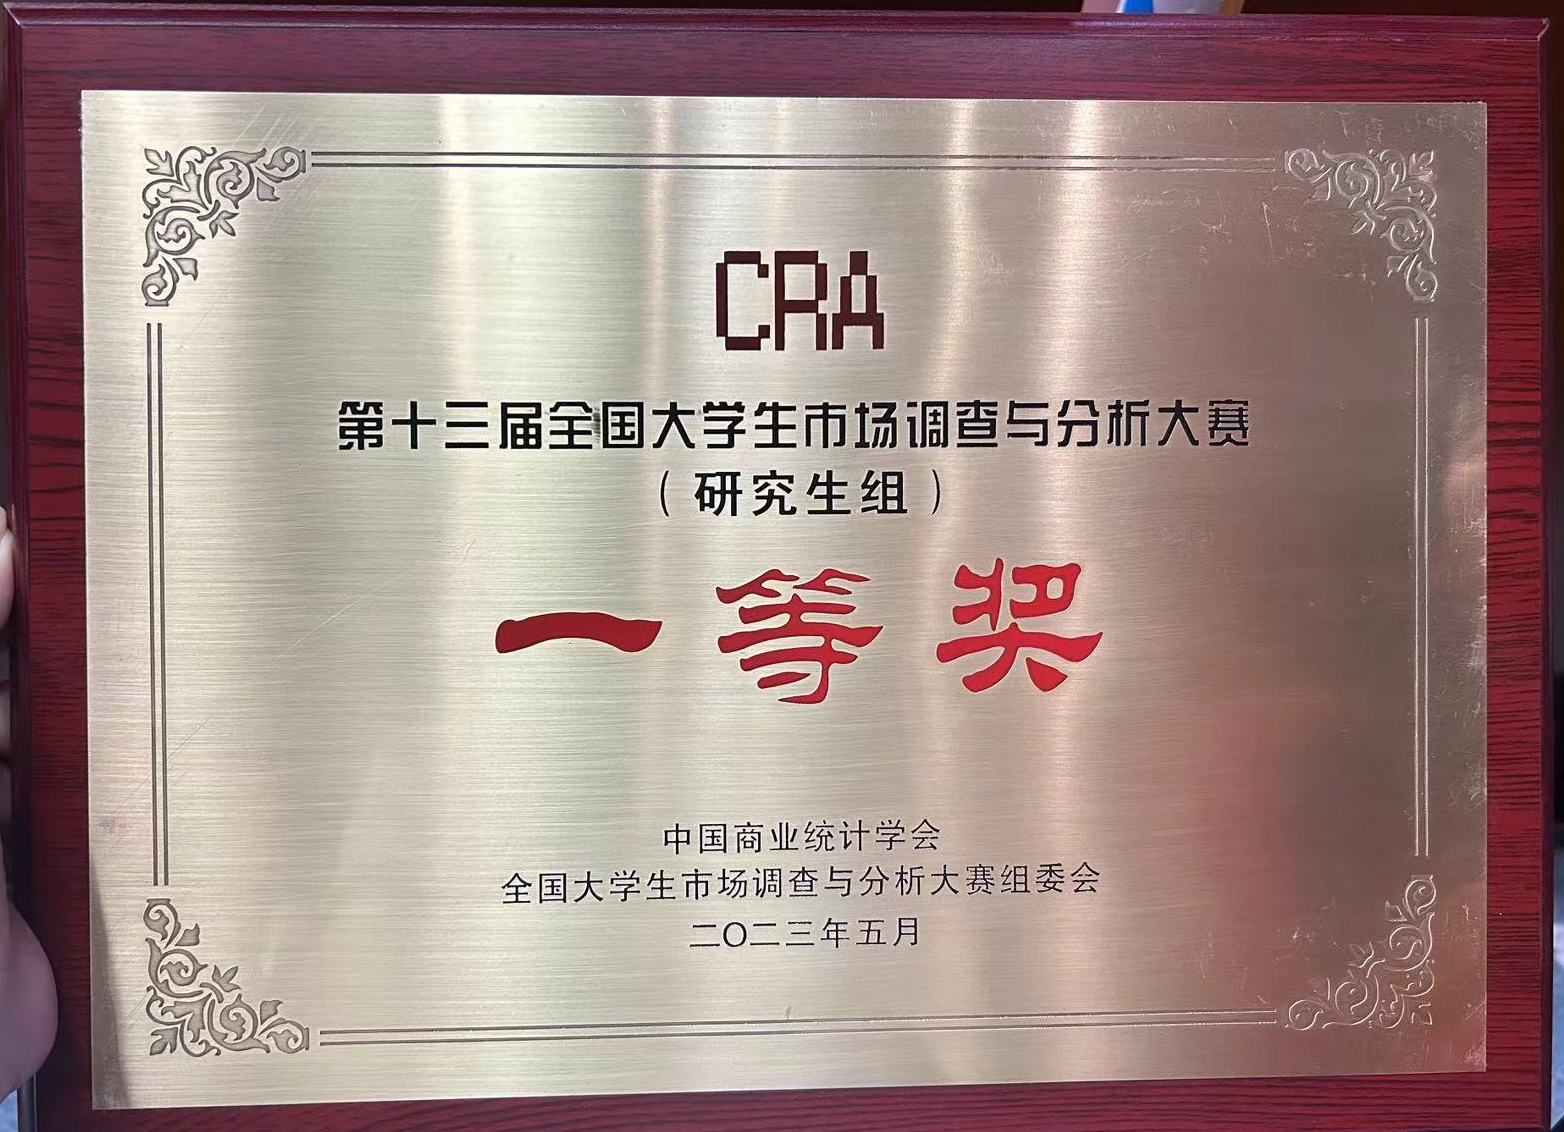 CRA
第十三届全国大学生市场调查与分析大赛
（研究生组）
一等奖
中国商业统计学会
全国大学生市场调查与分析大赛组委会
二〇二三年五月